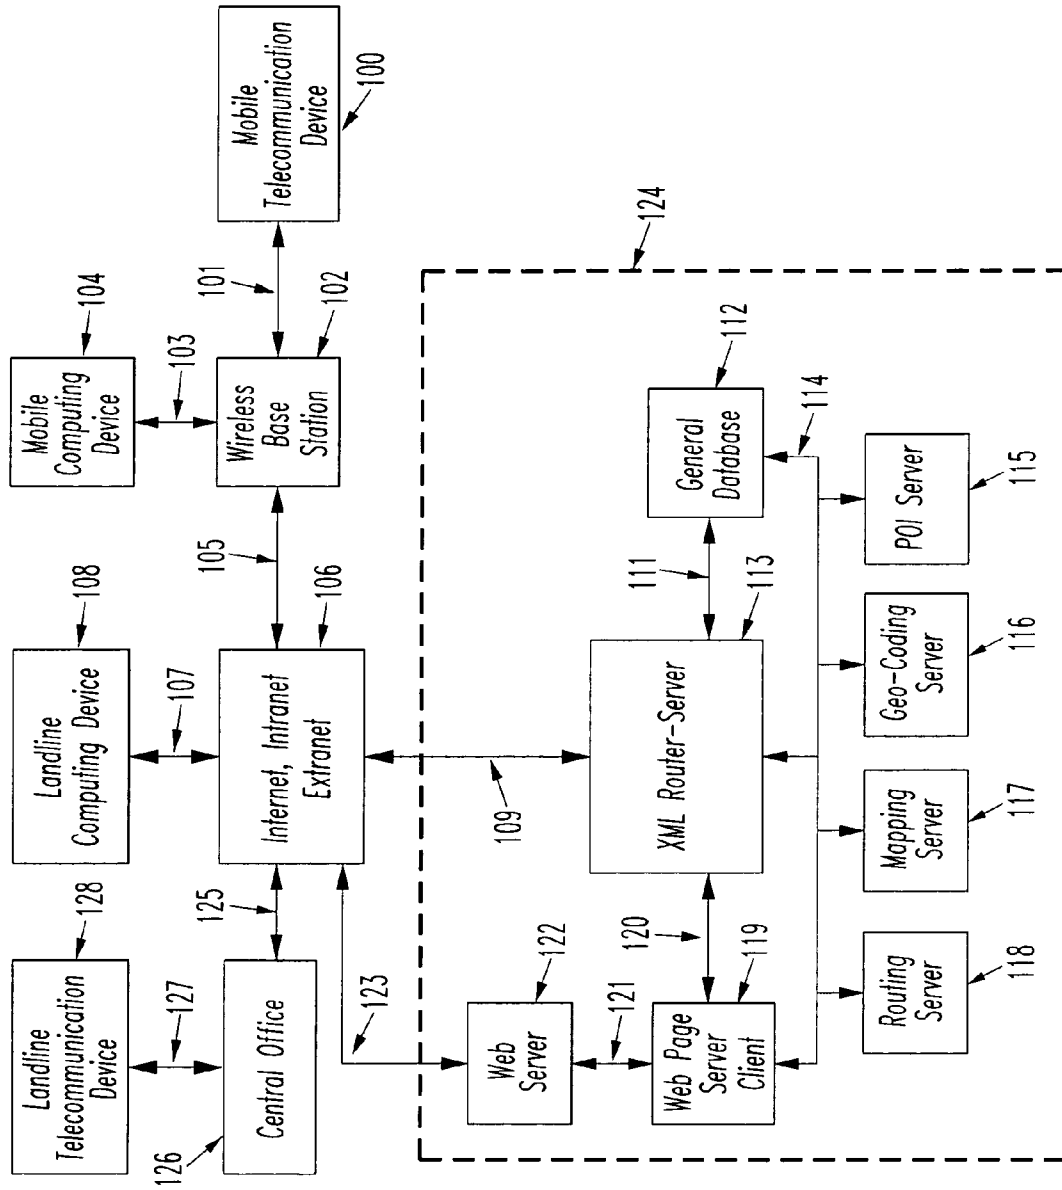 Landline
Telecommunication
Device
128
Landline
Computing Device
108
Mobile
Computing
Device
104
127
107
103
126
Central Office
125
Internet, Intranet
Extranet
106
105
Wireless
Base
Station
102
101
Mobile
Telecommunication
Device
100
123
109
124
Web
Server
122
121
Web Page
Server
Client
119
120
XML Router-Server
113
111
General
Database
112
114
Routing
Server
118
Mapping
Server
117
Geo-Coding
Server
116
POI Server
115